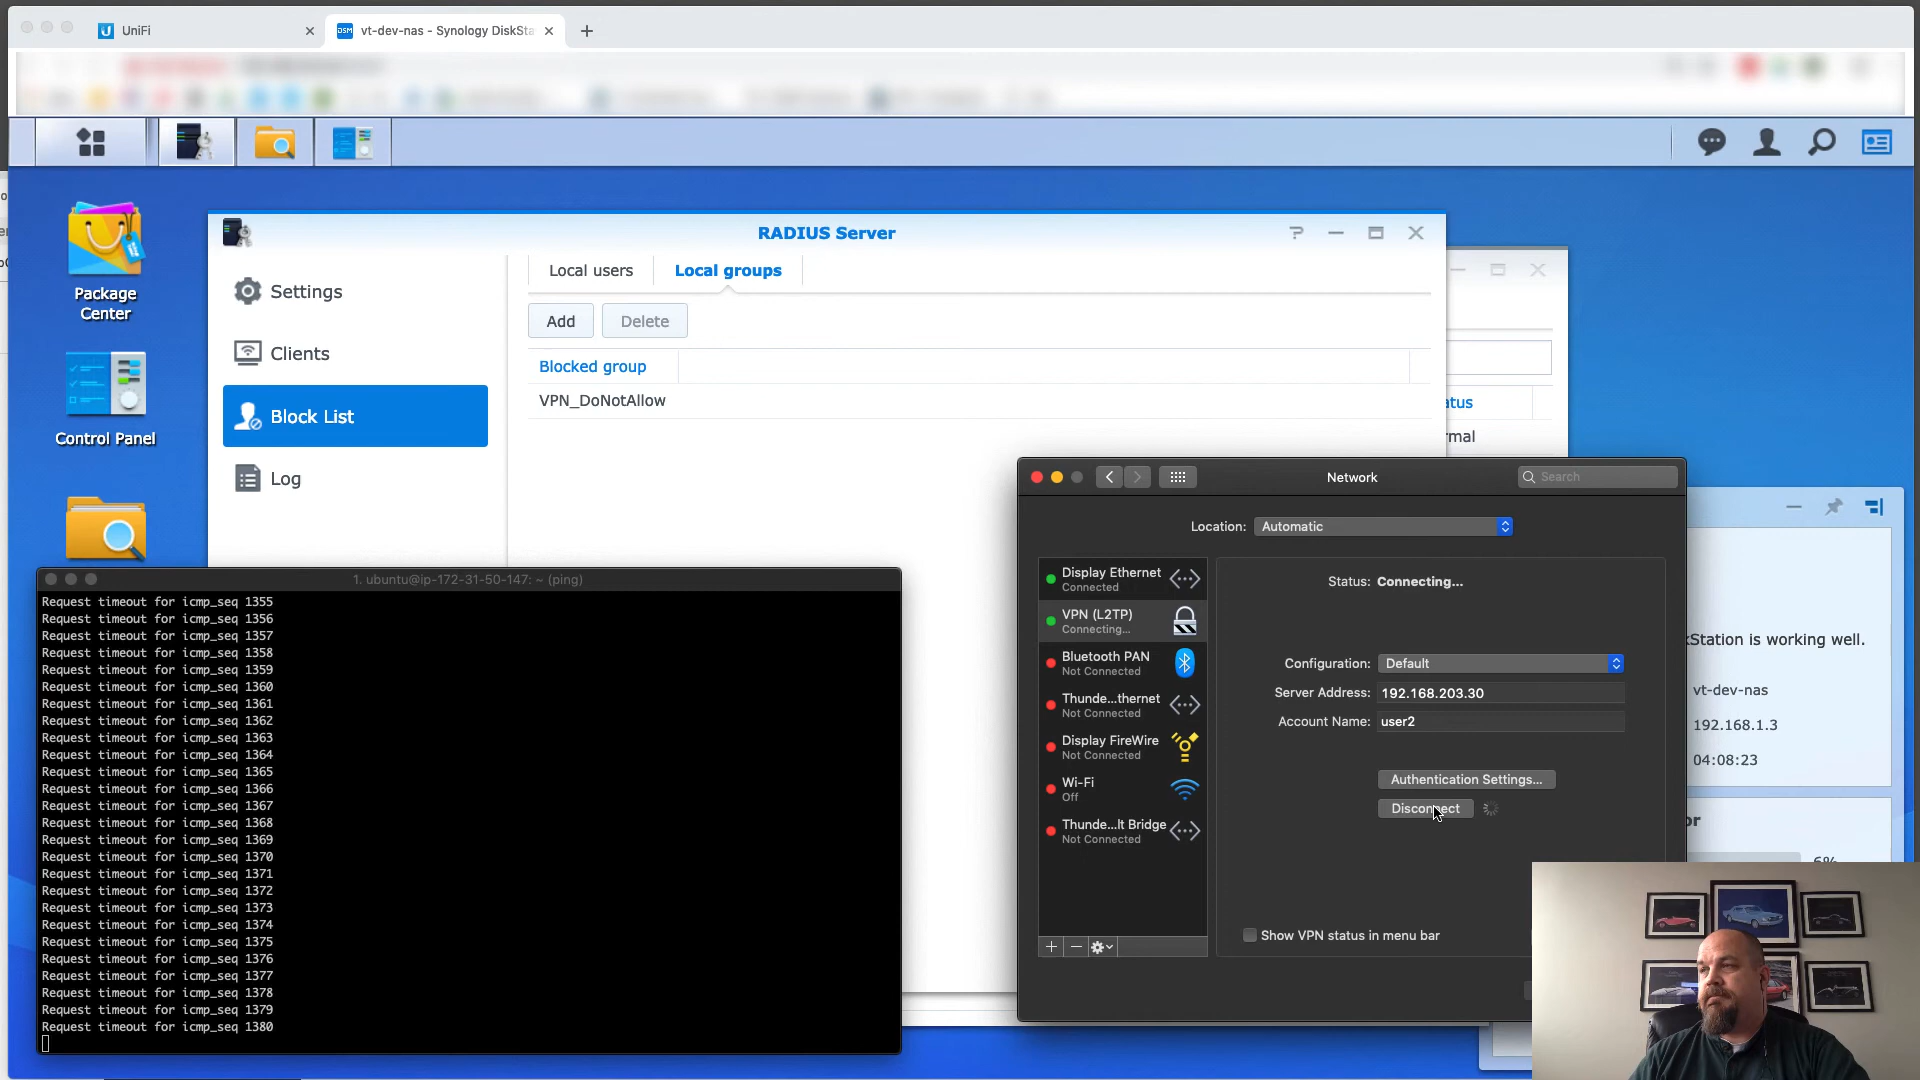 UniFi
vt-dev-nas - Synology DiskSta
Package
Center
Control Panel
RADIUS Server
Settings
Clients
Block List
Log
Local users
Local groups
Add
Delete
Blocked group
VPN_DoNotAllow
atus
rmal
1. ubuntu@ip-172-31-50-147: ~ (ping)
Request timeout for icmp_seq 1355
Request timeout for icmp_seq 1356
Request timeout for icmp_seq 1357
Request timeout for icmp_seq 1358
Request timeout for icmp_seq 1359
Request timeout for icmp_seq 1360
Request timeout for icmp_seq 1361
Request timeout for icmp_seq 1362
Request timeout for icmp_seq 1363
Request timeout for icmp_seq 1364
Request timeout for icmp_seq 1365
Request timeout for icmp_seq 1366
Request timeout for icmp_seq 1367
Request timeout for icmp_seq 1368
Request timeout for icmp_seq 1369
Request timeout for icmp_seq 1370
Request timeout for icmp_seq 1371
Request timeout for icmp_seq 1372
Request timeout for icmp_seq 1373
Request timeout for icmp_seq 1374
Request timeout for icmp_seq 1375
Request timeout for icmp_seq 1376
Request timeout for icmp_seq 1377
Request timeout for icmp_seq 1378
Request timeout for icmp_seq 1379
Request timeout for icmp_seq 1380
Network
Search
Location: Automatic
Display Ethernet
Connected
VPN (L2TP)
Connecting...
Bluetooth PAN
Not Connected
Thunde...thernet
Not Connected
Display FireWire
Not Connected
Wi-Fi
Off
Thunde...lt Bridge
Not Connected
Status: Connecting...
Configuration: Default
Server Address: 192.168.203.30
Account Name: user2
Authentication Settings...
Disconnect
Show VPN status in menu bar
kStation is working well.
vt-dev-nas
192.168.1.3
04:08:23
or
6%